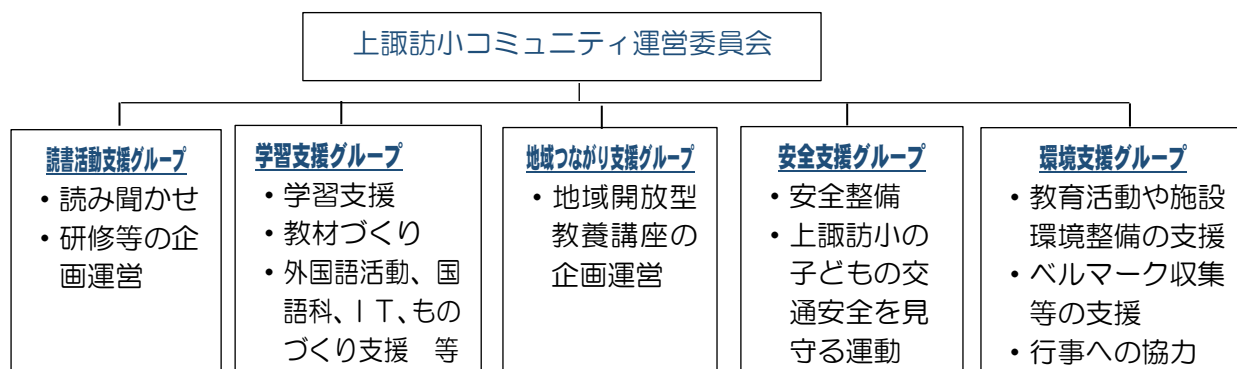 上諏訪小コミュニティ運営委員会
読書活動支援グループ
・読み聞かせ
・研修等の企
画運営
学習支援グループ
・学習支援
・教材づくり
・外国語活動、国
語科、ＩＴ、もの
づくり支援　等
地域つながり支援グループ
・地域開放型
教養講座の
企画運営
安全支援グループ
・安全整備
・上諏訪小の
子どもの交
通安全を見
守る運動
環境支援グループ
・教育活動や施設
環境整備の支援
・ベルマーク収集
等の支援
・行事への協力